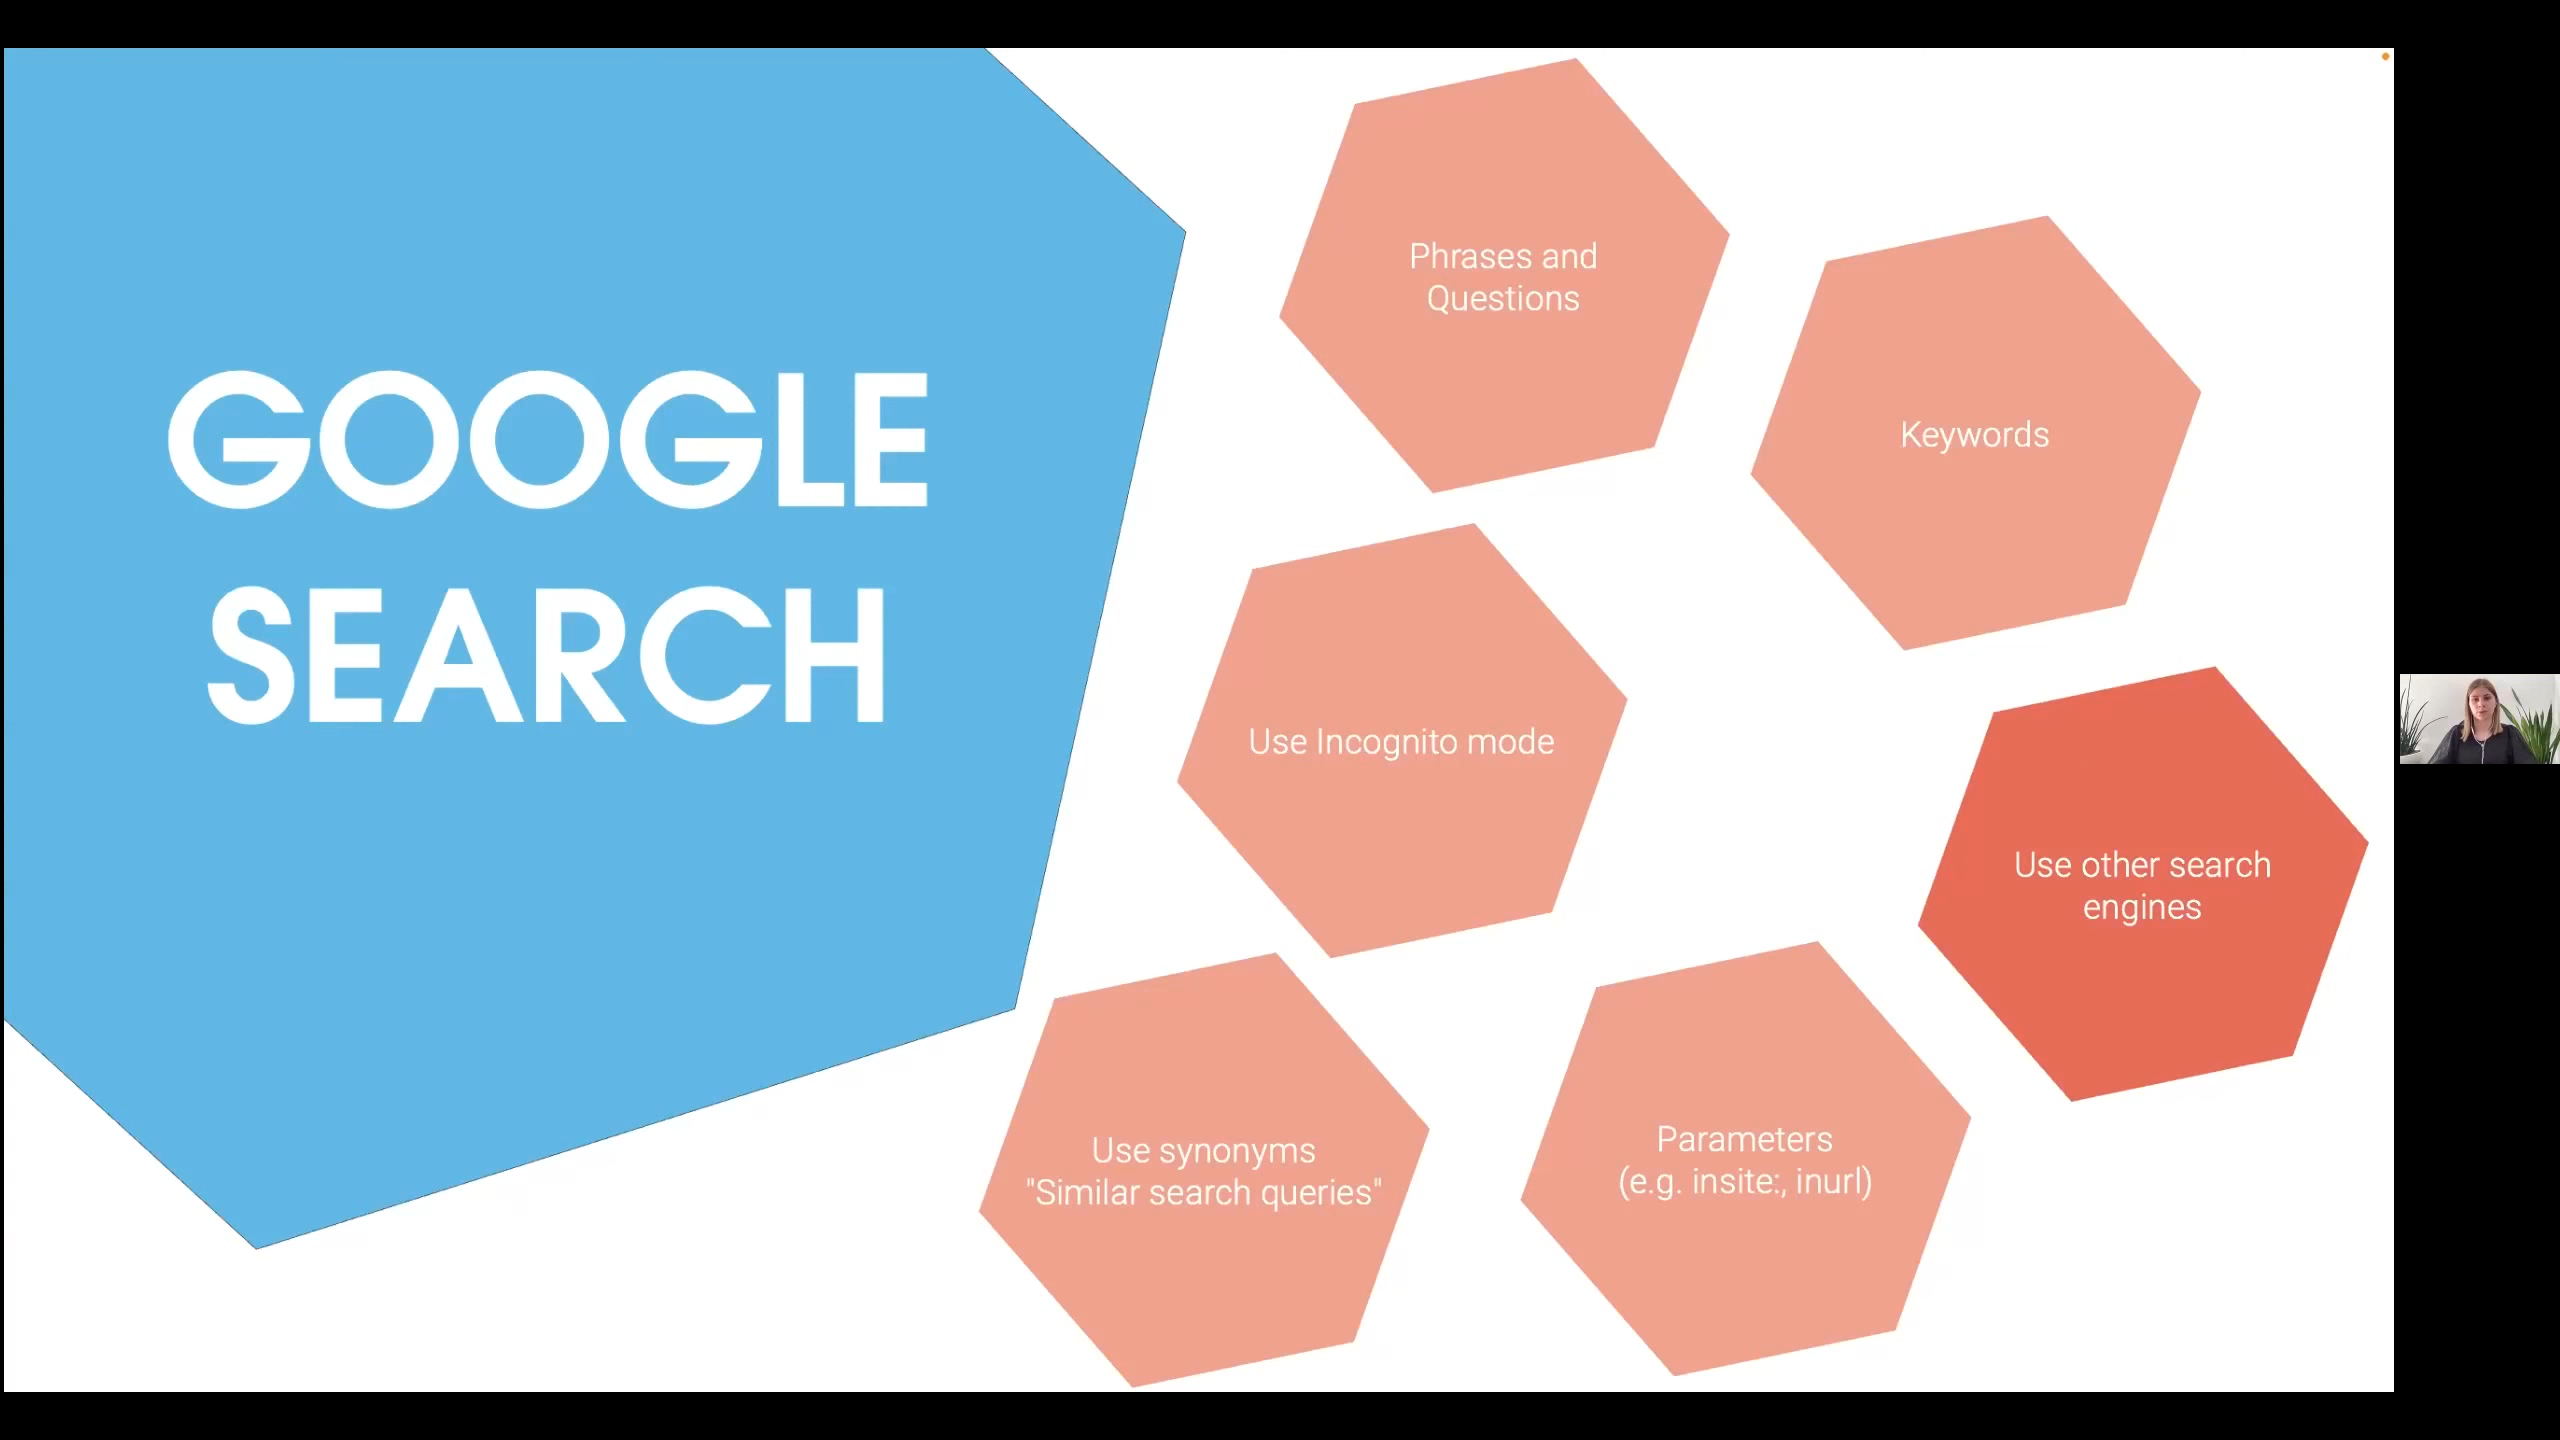 GOOGLE
SEARCH
Phrases and
Questions
Keywords
Use Incognito mode
Use other search
engines
Use synonyms
"Similar search queries"
Parameters
(e.g. insite:, inurl)